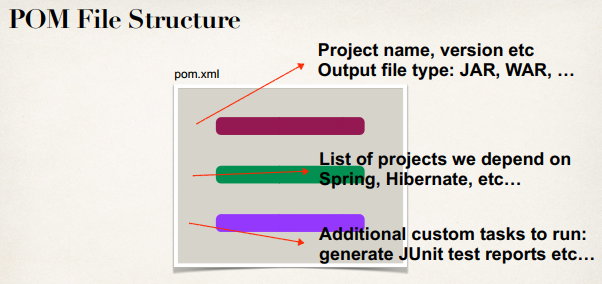 POM File Structure
Project name, version etc
Output file type: JAR, WAR, …
pom.xml
List of projects we depend on
Spring, Hibernate, etc…
Additional custom tasks to run:
generate JUnit test reports etc…